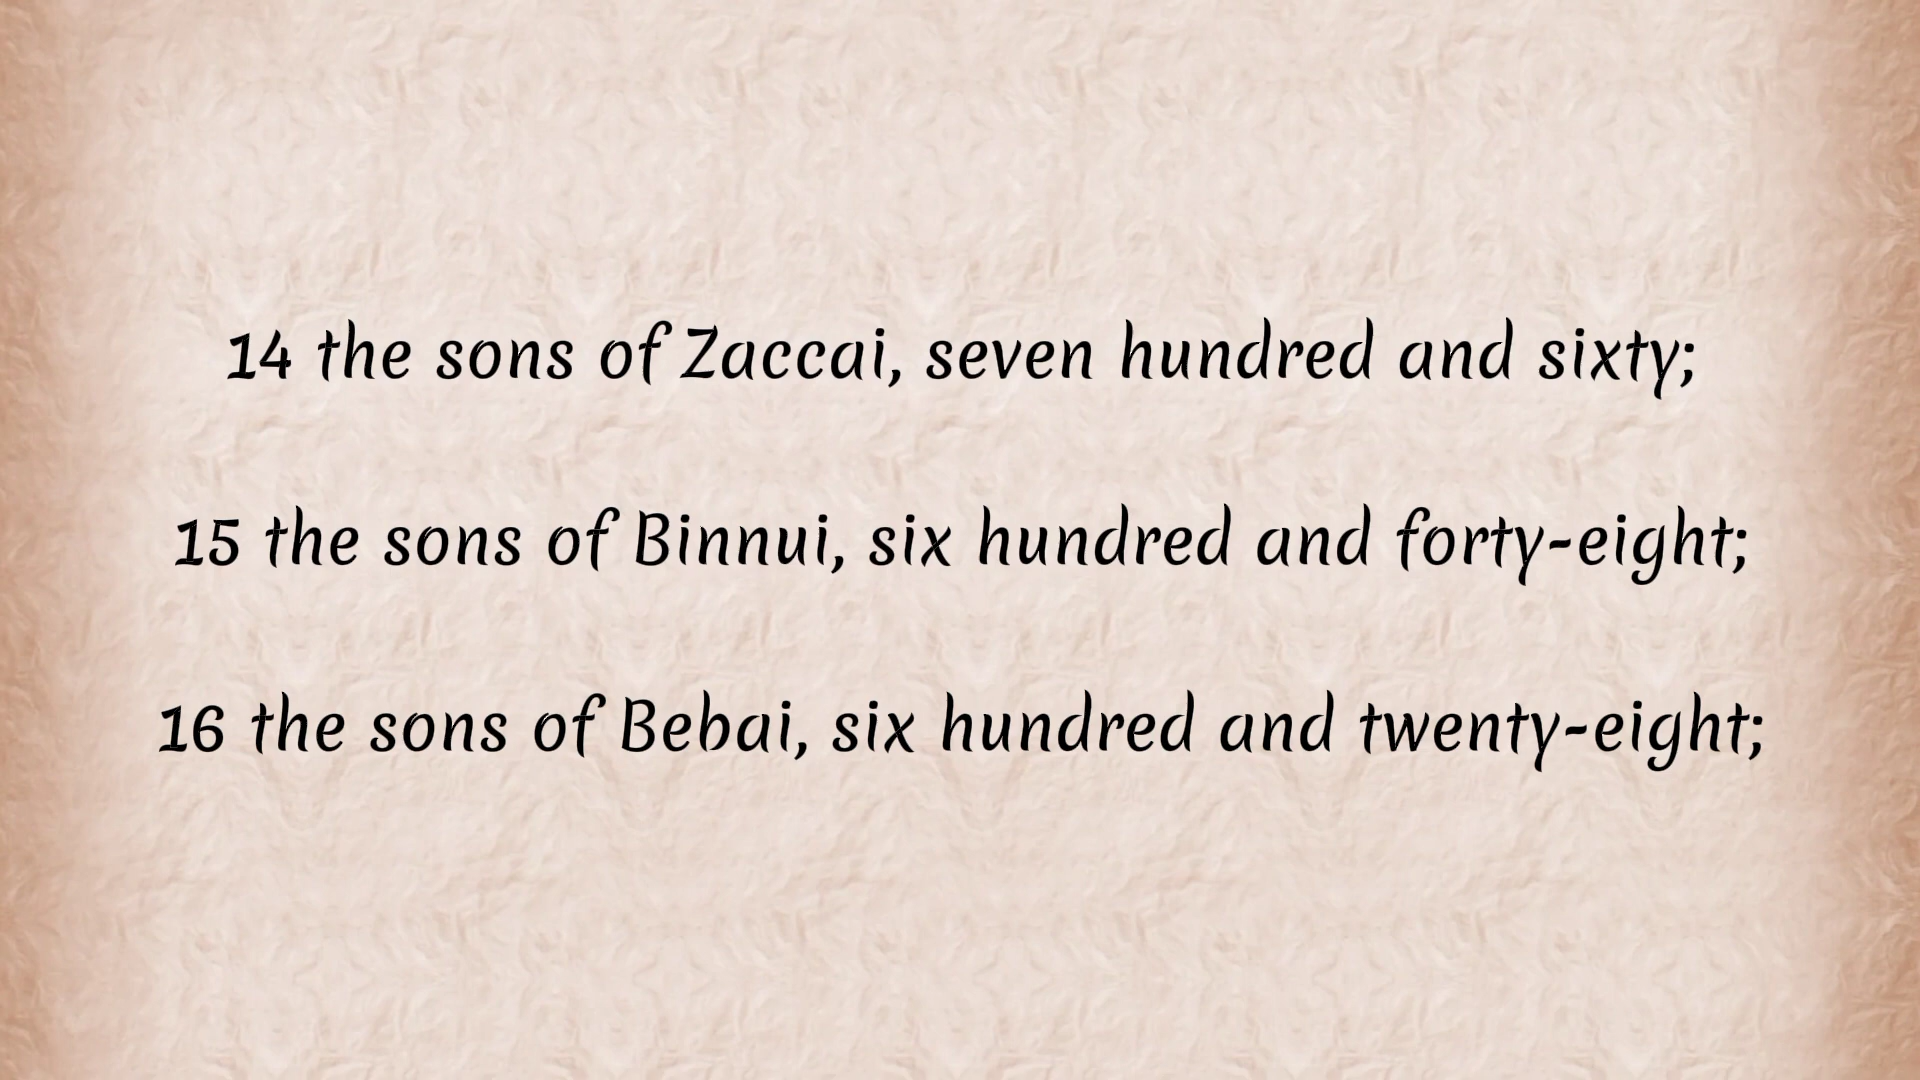 14 the sons of Zaccai, seven hundred and sixty;
15 the sons of Binnui, six hundred and forty-eight;
16 the sons of Bebai, six hundred and twenty-eight;